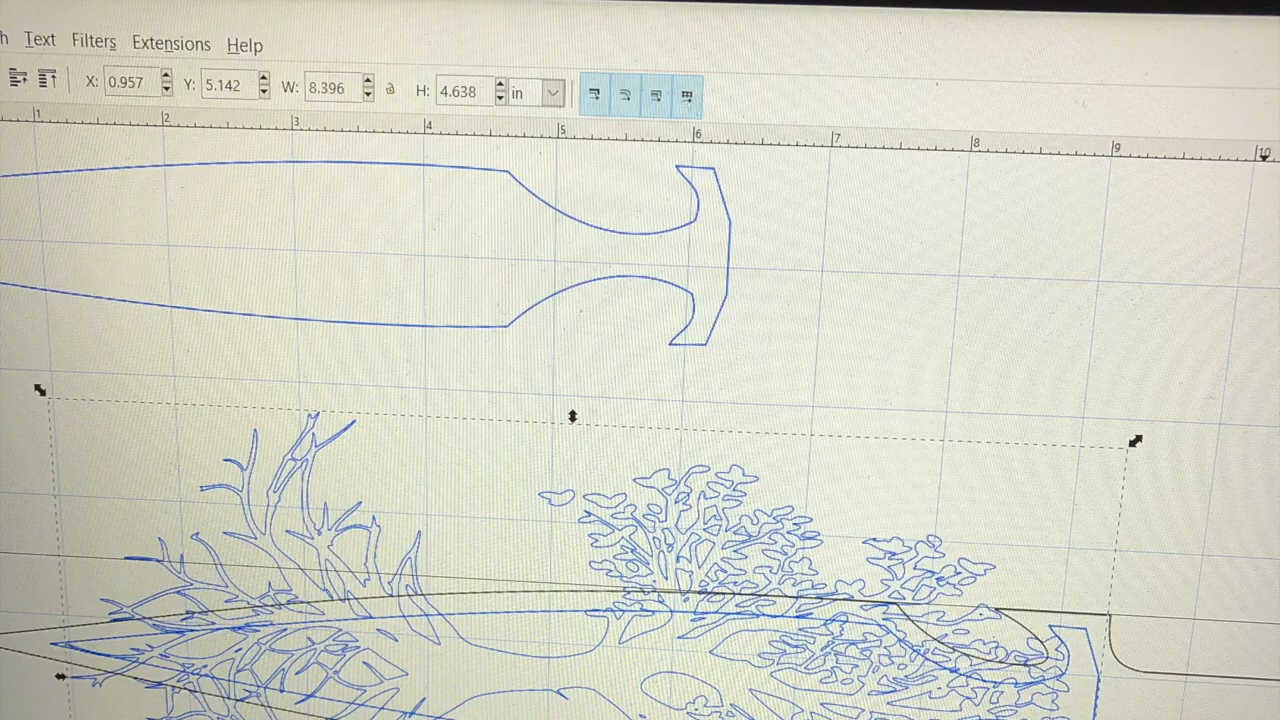 h Text Filters Extensions Help
X: 0.957 Y: 5.142 W: 8.396 H: 4.638 in
1 2 3 4 5 6 7 8 9 10